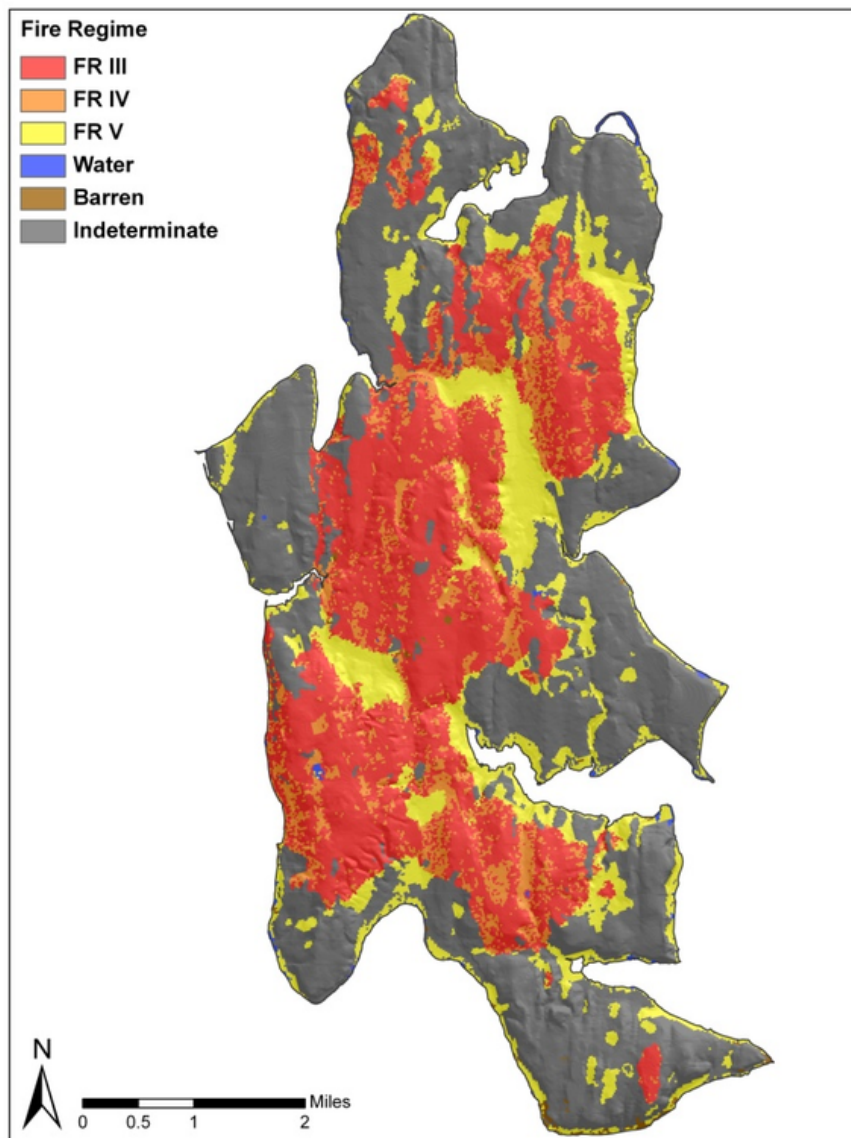 Fire Regime
FR III
FR IV
FR V
Water
Barren
Indeterminate
N
Miles
0 0.5 1 2